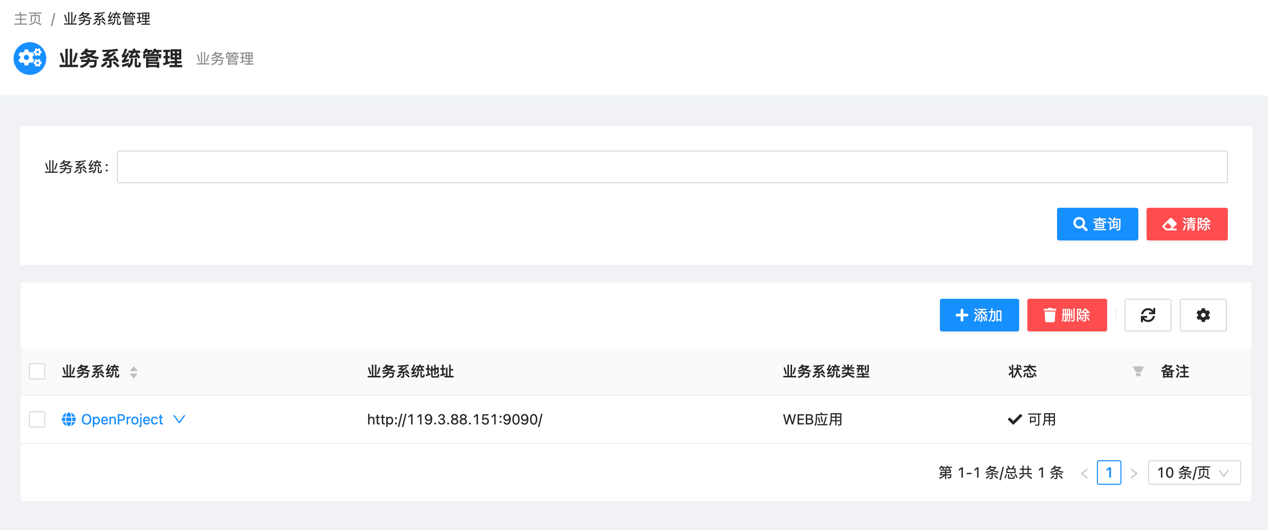 主页 / 业务系统管理
业务系统管理 业务管理
业务系统：
查询 清除
添加 删除
业务系统 业务系统地址 业务系统类型 状态 备注
OpenProject http://119.3.88.151:9090/ WEB应用 可用
第 1-1 条/总共 1 条 < 1 > 10 条/页